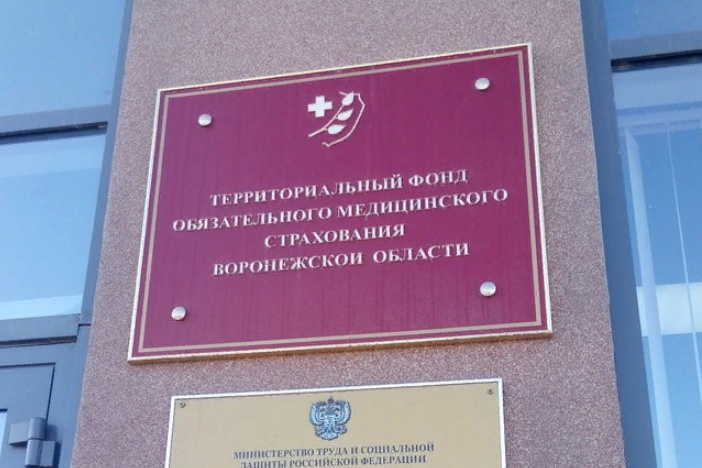 ТЕРРИТОРИАЛЬНЫЙ ФОНД
ОБЯЗАТЕЛЬНОГО МЕДИЦИНСКОГО
СТРАХОВАНИЯ
ВОРОНЕЖСКОЙ ОБЛАСТИ
МИНИСТЕРСТВО ТРУДА И СОЦИАЛЬНОЙ
ЗАЩИТЫ РОССИЙСКОЙ ФЕДЕРАЦИИ